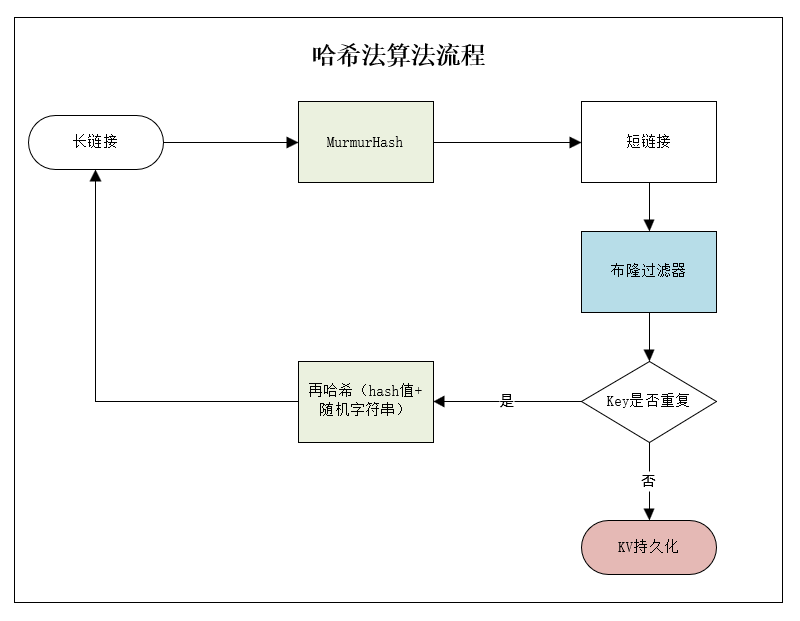 哈希法算法流程
长链接
MurmurHash
短链接
布隆过滤器
再哈希（hash值+
随机字符串）
是
Key是否重复
否
KV持久化